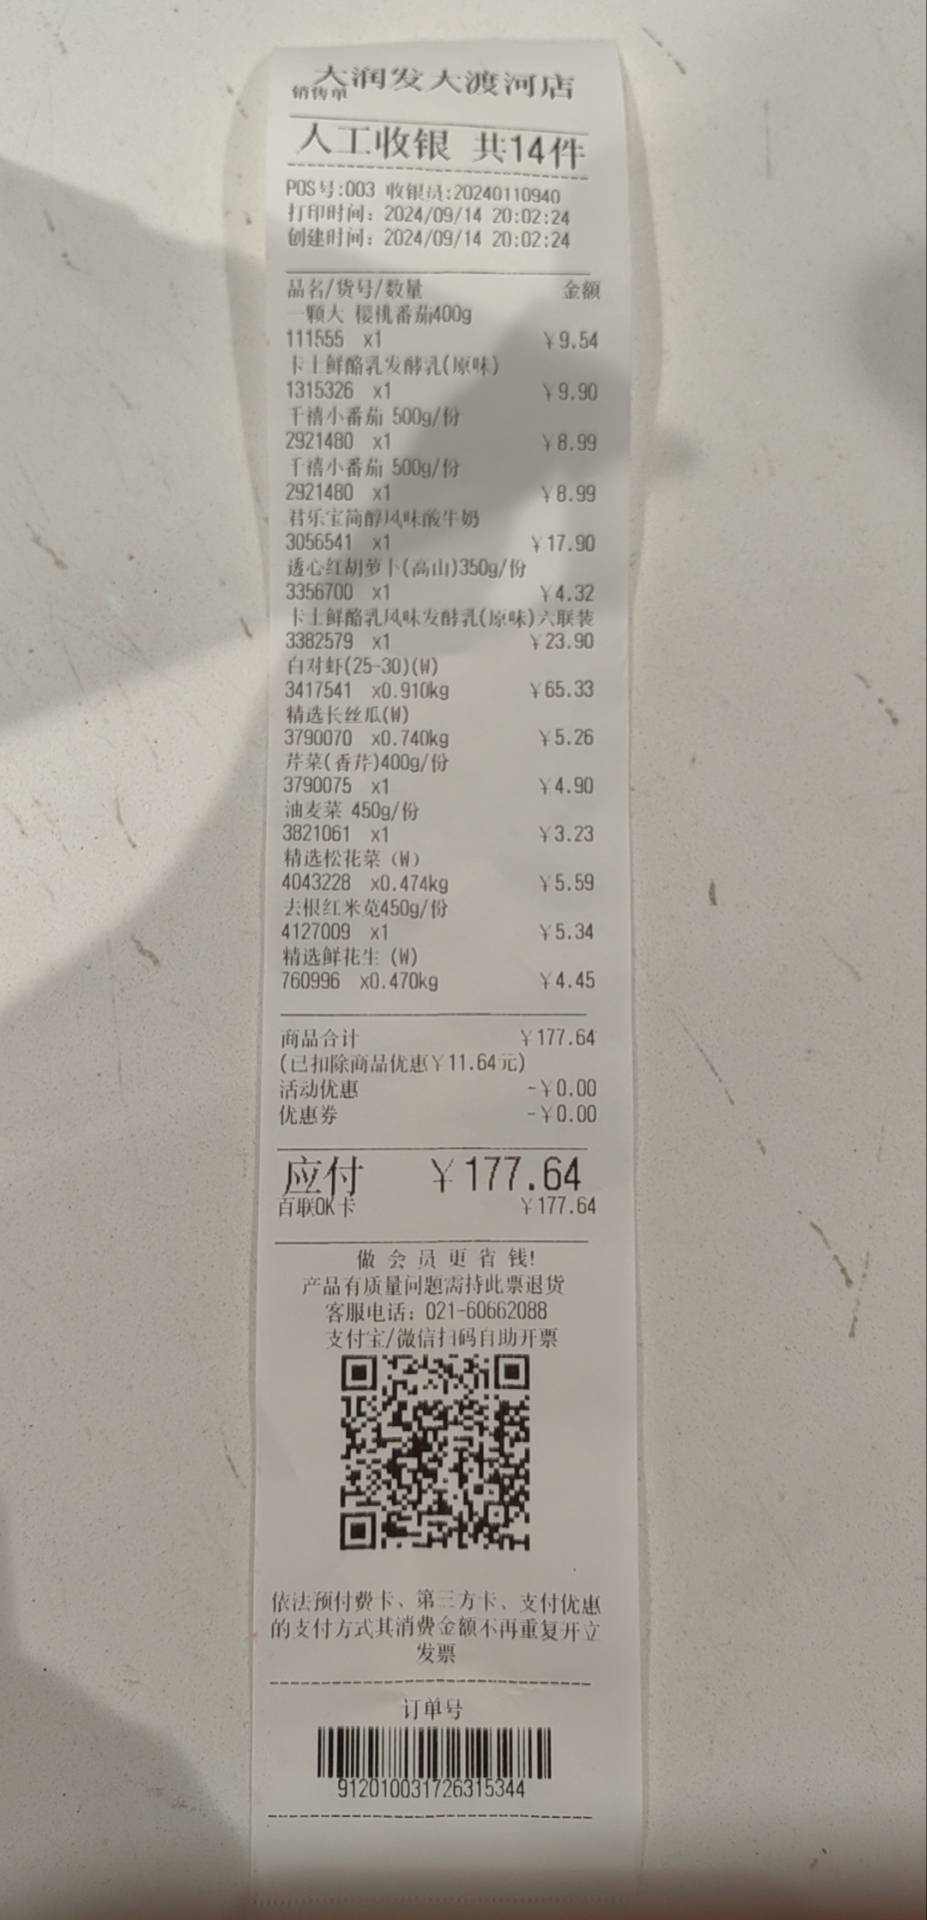 大润发大渡河店
销售单
人工收银 共14件
POS号:003 收银员:20240110940
打印时间: 2024/09/14 20:02:24
创建时间: 2024/09/14 20:02:24
品名/货号/数量 金额
一颗大 樱桃番茄400g
111555 x1 ¥9.54
卡士鲜酪乳发酵乳(原味)
1315326 x1 ¥9.90
千禧小番茄 500g/份
2921480 x1 ¥8.99
千禧小番茄 500g/份
2921480 x1 ¥8.99
君乐宝简醇风味酸牛奶
3056541 x1 ¥17.90
透心红胡萝卜(高山)350g/份
3356700 x1 ¥4.32
卡士鲜酪乳风味发酵乳(原味)六联装
3382579 x1 ¥23.90
白对虾(25-30)(W)
3417541 x0.910kg ¥65.33
精选长丝瓜(W)
3790070 x0.740kg ¥5.26
芹菜(香芹)400g/份
3790075 x1 ¥4.90
油麦菜 450g/份
3821061 x1 ¥3.23
精选松花菜 (W)
4043228 x0.474kg ¥5.59
去根红米苋450g/份
4127009 x1 ¥5.34
精选鲜花生 (W)
760996 x0.470kg ¥4.45
商品合计 ¥177.64
(已扣除商品优惠¥11.64元)
活动优惠 -¥0.00
优惠券 -¥0.00
应付 ¥177.64
百联OK卡 ¥177.64
做会员更省钱!
产品有质量问题需持此票退货
客服电话: 021-60662088
支付宝/微信扫码自助开票
依法预付费卡、第三方卡、支付优惠
的支付方式其消费金额不再重复开立
发票
订单号
912010031726315344